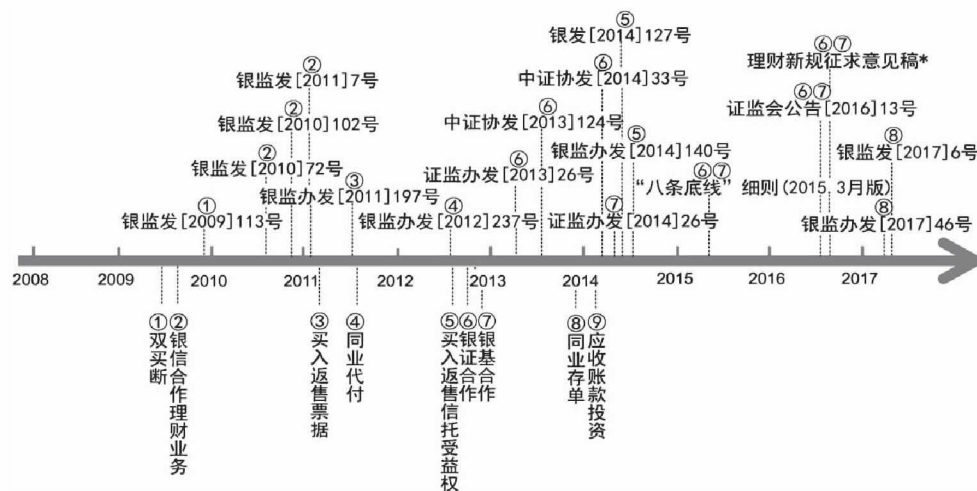 ⑤
银发[2014]127号
⑥⑦
理财新规征求意见稿*
②
银监发[2011]7号
⑥
中证协发[2014]33号
⑥⑦
证监会公告[2016]13号
②
银监发[2010]102号
⑥
中证协发[2013]124号
⑤
银监办发[2014]140号
⑧
银监发[2017]6号
②
银监发[2010]72号
⑥
证监办发[2013]26号
⑥⑦
“八条底线”细则(2015.3月版)
③
银监办发[2011]197号
①
银监发[2009]113号
④
银监办发[2012]237号
⑦
证监办发[2014]26号
⑧
银监办发[2017]46号
2008 2009 2010 2011 2012 2013 2014 2015 2016 2017
①双买断
②银信合作理财业务
③买入返售票据
④同业代付
⑤买入返售信托受益权
⑥银证合作
⑦银基合作
⑧同业存单
⑨应收账款投资